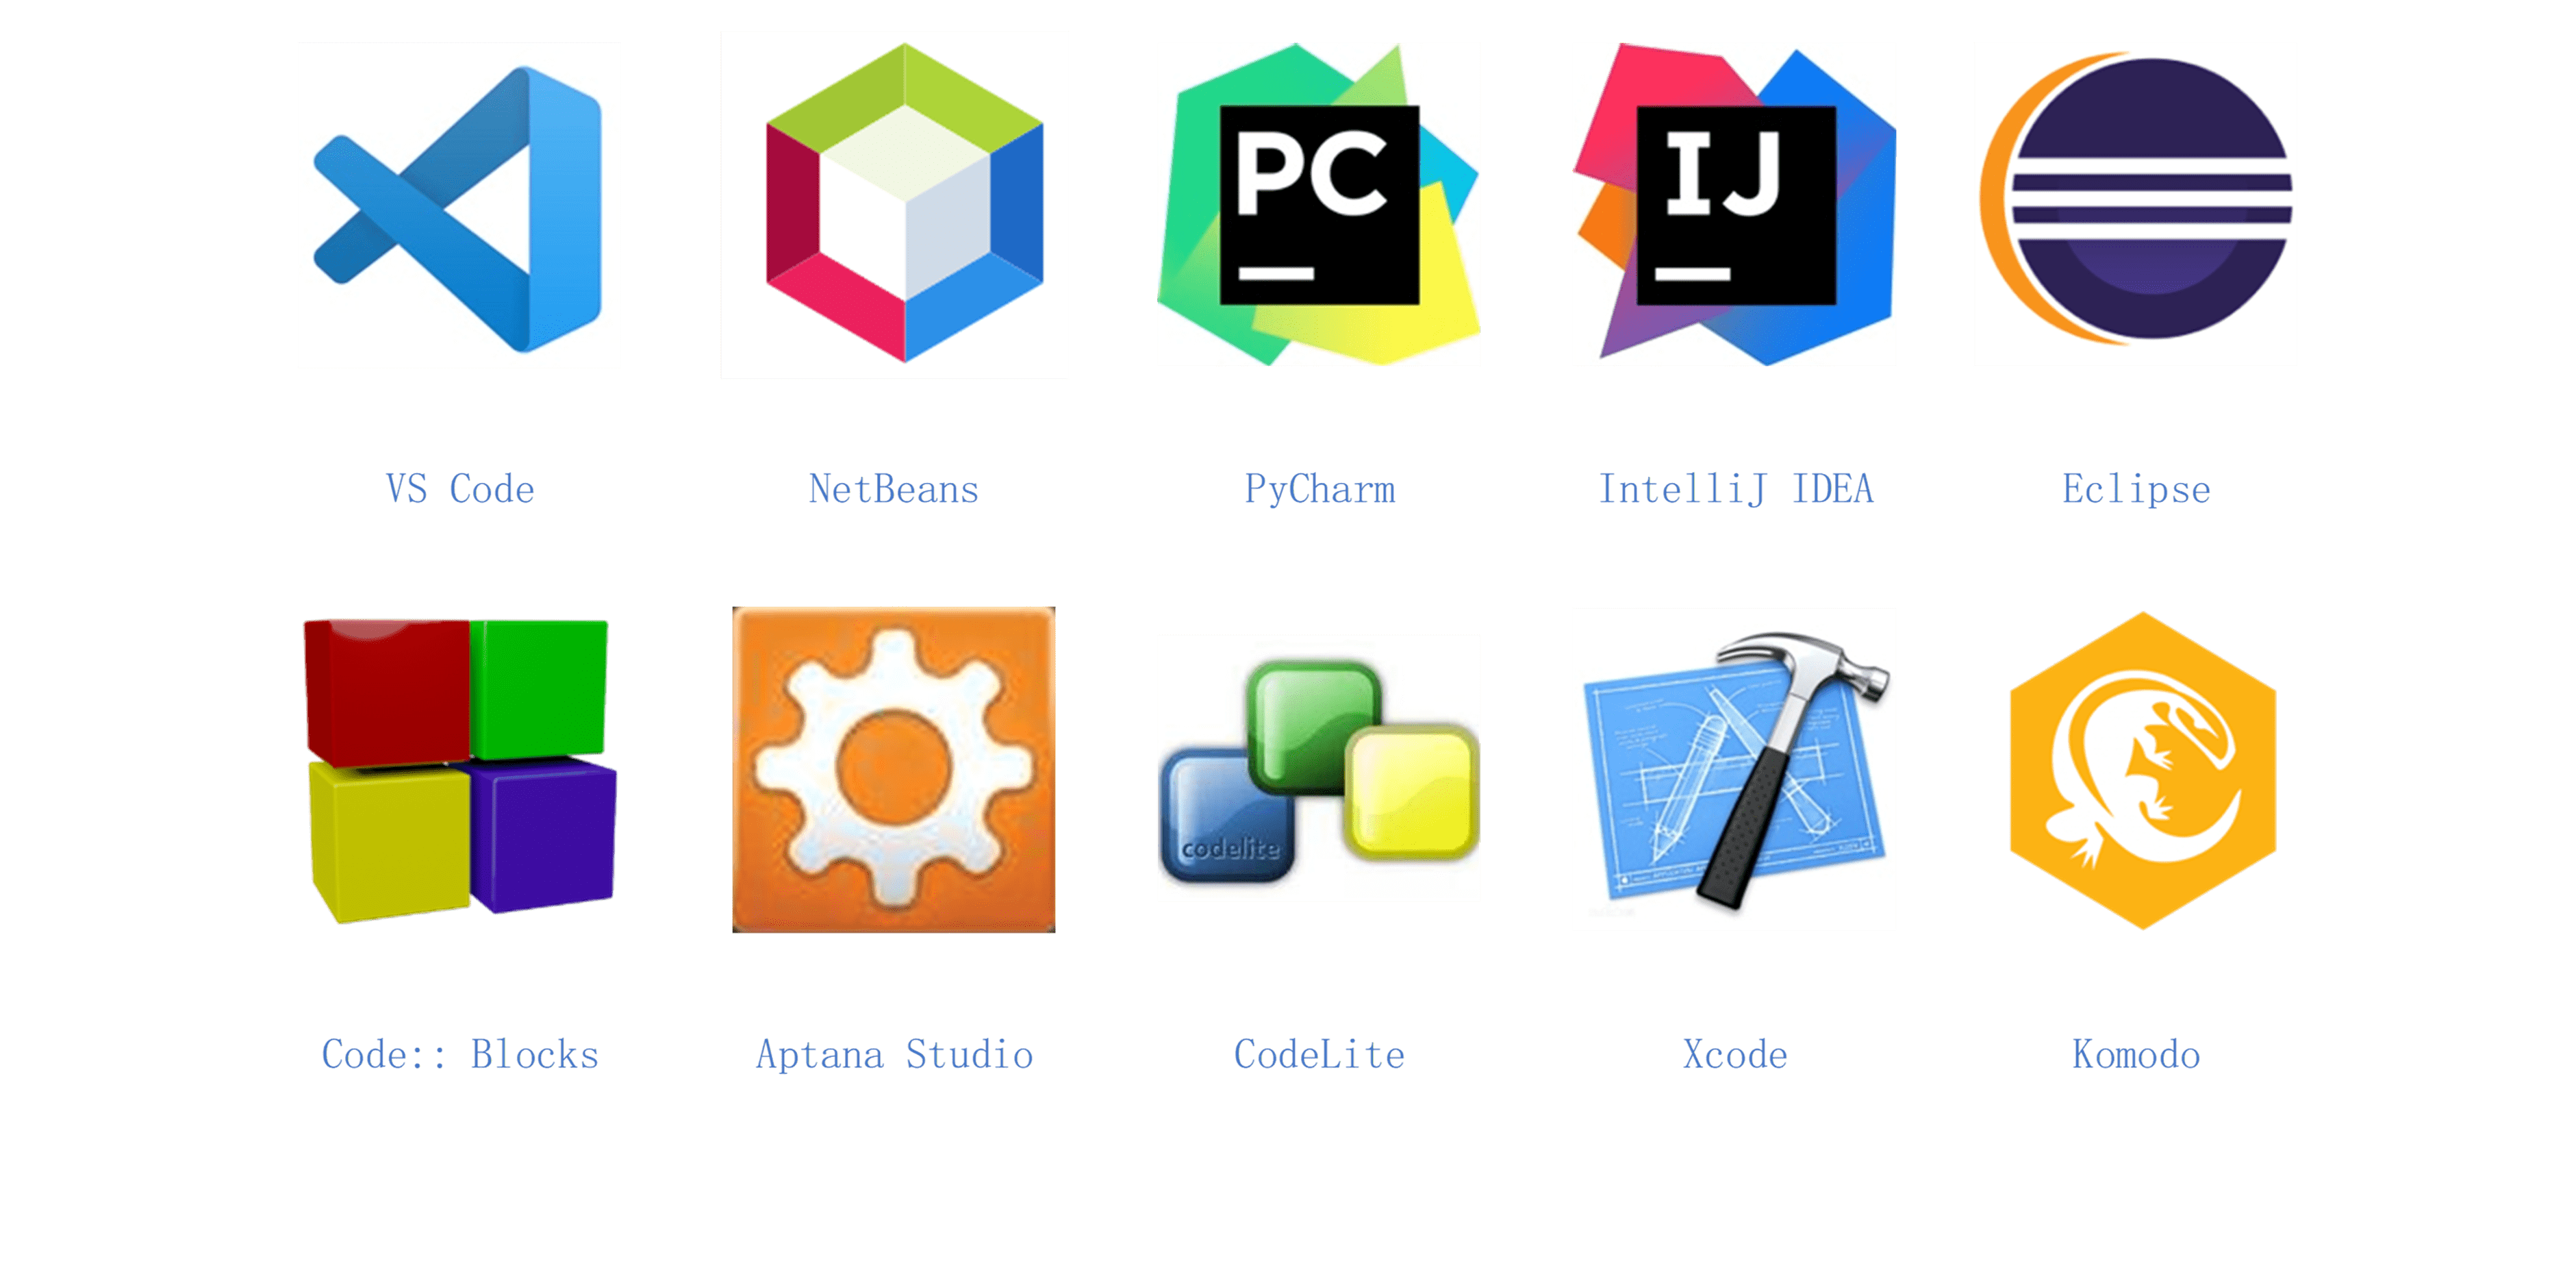 PC
IJ
VS Code
NetBeans
PyCharm
IntelliJ IDEA
Eclipse
codelite
Code:: Blocks
Aptana Studio
CodeLite
Xcode
Komodo